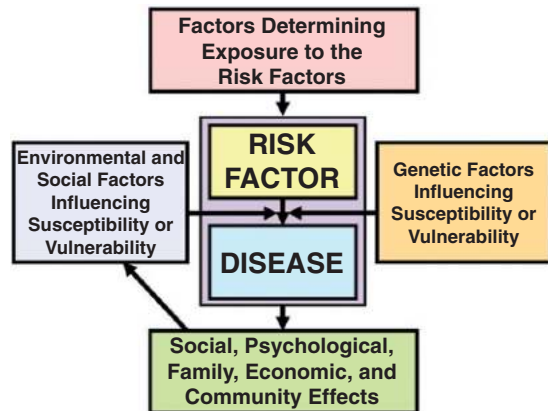 Factors Determining
Exposure to the
Risk Factors
RISK
FACTOR
Environmental and
Social Factors
Influencing
Susceptibility or
Vulnerability
Genetic Factors
Influencing
Susceptibility or
Vulnerability
DISEASE
Social, Psychological,
Family, Economic, and
Community Effects